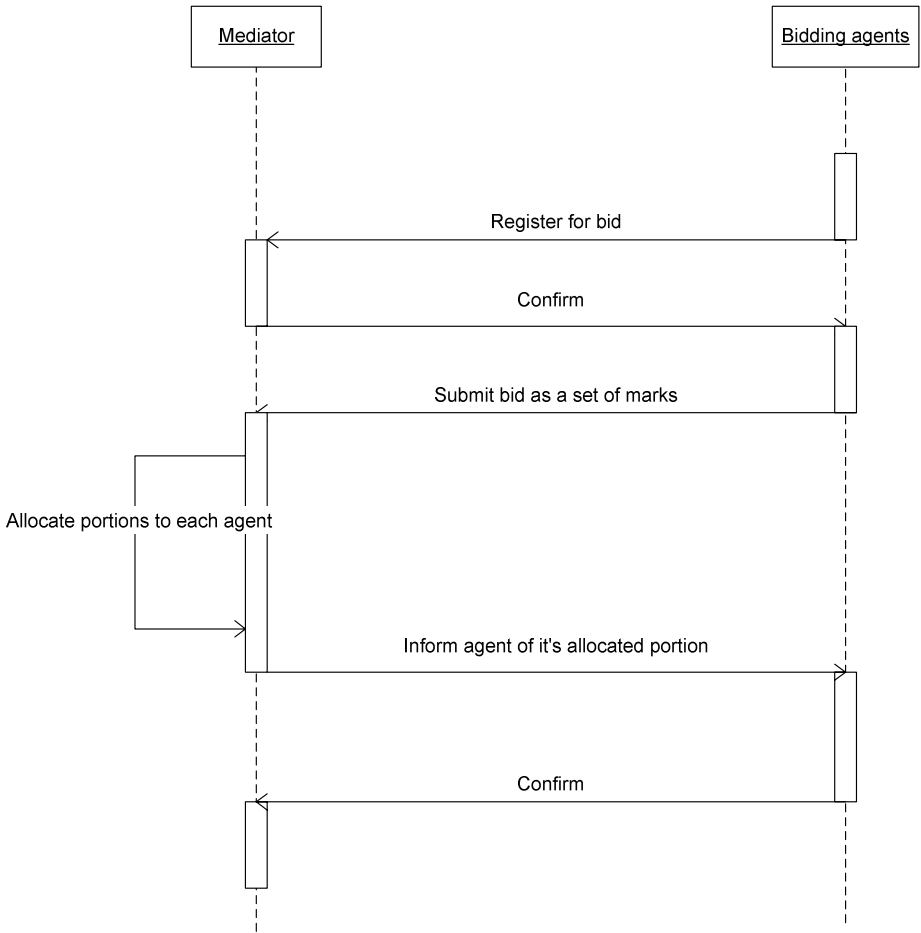 Mediator
Bidding agents
Register for bid
Confirm
Submit bid as a set of marks
Allocate portions to each agent
Inform agent of it's allocated portion
Confirm